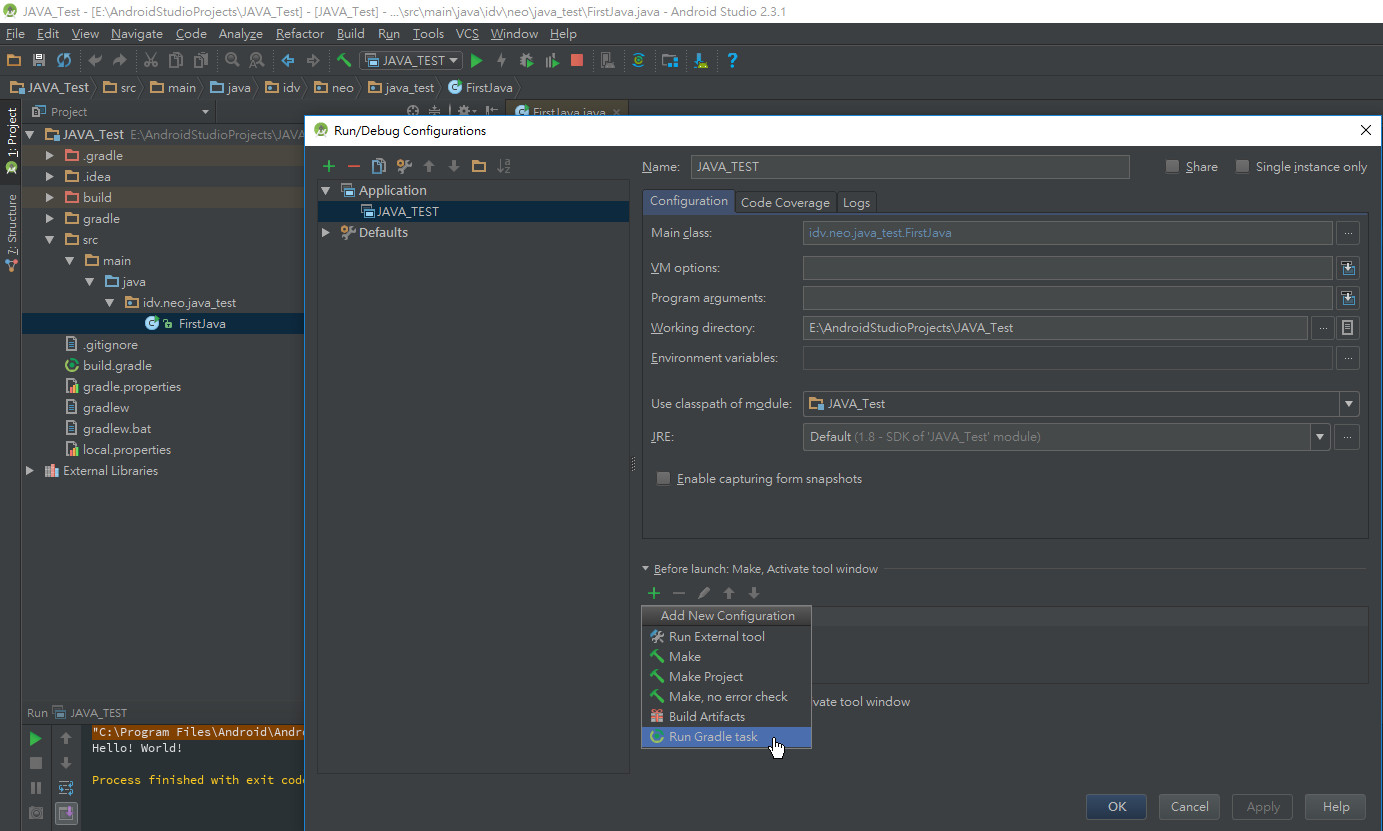 JAVA_Test - [E:\AndroidStudioProjects\JAVA_Test] - [JAVA_Test] - ...\src\main\java\idv\neo\java_test\FirstJava.java - Android Studio 2.3.1
File Edit View Navigate Code Analyze Refactor Build Run Tools VCS Window Help
JAVA_TEST
JAVA_Test src main java idv neo java_test FirstJava
1: Project
7: Structure
Project
FirstJava.java
JAVA_Test E:\AndroidStudioProjects\JAVA
.gradle
.idea
build
gradle
src
main
java
idv.neo.java_test
FirstJava
.gitignore
build.gradle
gradle.properties
gradlew
gradlew.bat
local.properties
External Libraries
Run JAVA_TEST
"C:\Program Files\Android\Andro
Hello! World!
Process finished with exit code
Run/Debug Configurations
Application
JAVA_TEST
Defaults
Name: JAVA_TEST Share Single instance only
Configuration Code Coverage Logs
Main class: idv.neo.java_test.FirstJava ...
VM options:
Program arguments:
Working directory: E:\AndroidStudioProjects\JAVA_Test ...
Environment variables: ...
Use classpath of module: JAVA_Test
JRE: Default (1.8 - SDK of 'JAVA_Test' module) ...
Enable capturing form snapshots
Before launch: Make, Activate tool window
Add New Configuration
Run External tool
Make
Make Project
Make, no error check
vate tool window
Build Artifacts
Run Gradle task
OK Cancel Apply Help